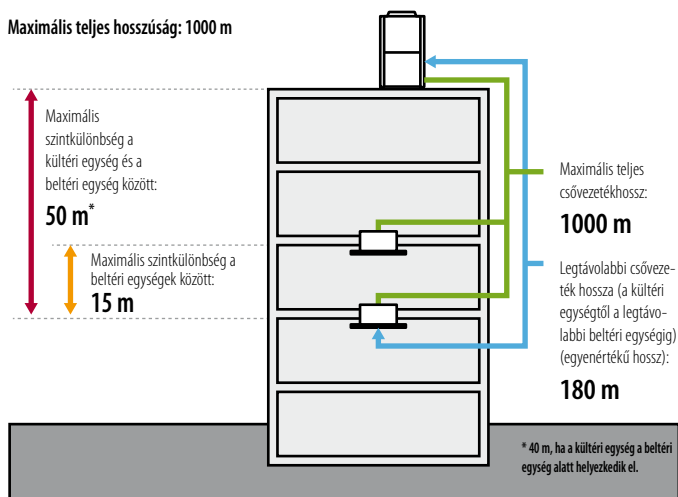 Maximális teljes hosszúság: 1000 m
Maximális
szintkülönbség a
kültéri egység és a
beltéri egység között:
50 m*
Maximális szintkülönbség a
beltéri egységek között:
15 m
Maximális teljes
csővezetékhossz:
1000 m
Legtávolabbi csőveze-
ték hossza (a kültéri
egységtől a legtávo-
labbi beltéri egységig)
(egyenértékű hossz):
180 m
* 40 m, ha a kültéri egység a beltéri
egység alatt helyezkedik el.